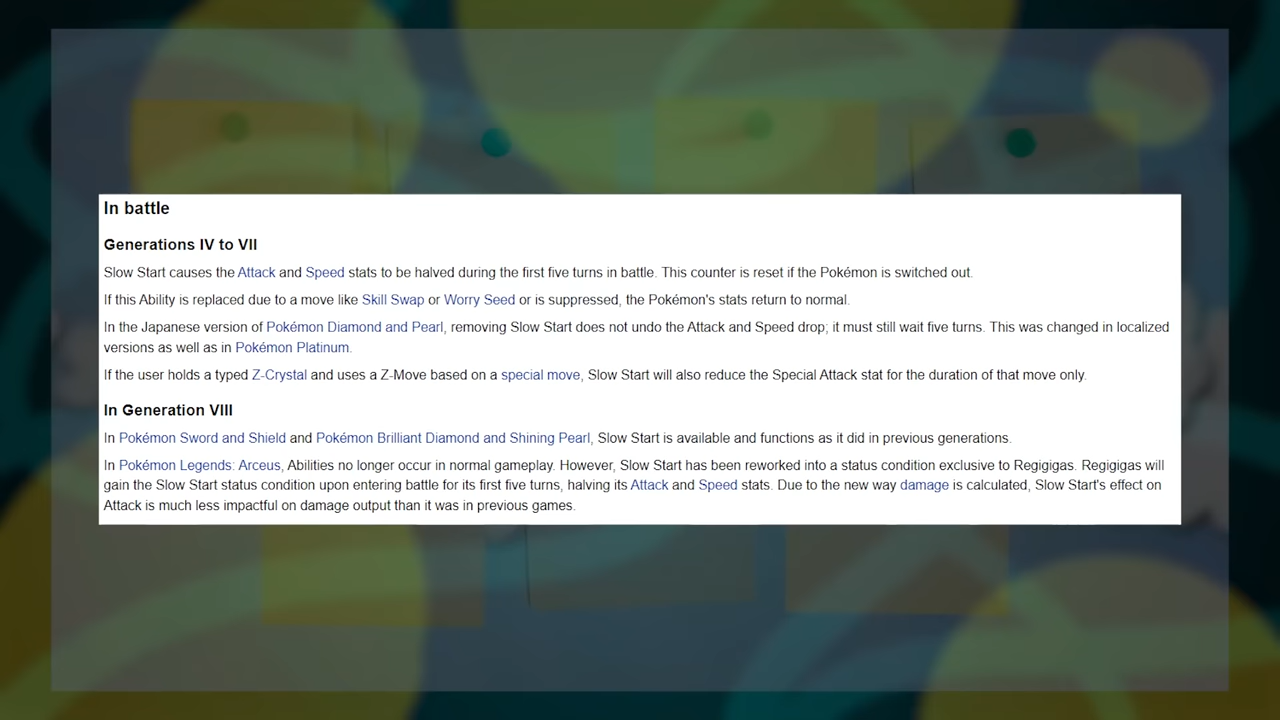 In battle
Generations IV to VII
Slow Start causes the Attack and Speed stats to be halved during the first five turns in battle. This counter is reset if the Pokémon is switched out.
If this Ability is replaced due to a move like Skill Swap or Worry Seed or is suppressed, the Pokémon's stats return to normal.
In the Japanese version of Pokémon Diamond and Pearl, removing Slow Start does not undo the Attack and Speed drop; it must still wait five turns. This was changed in localized
versions as well as in Pokémon Platinum.
If the user holds a typed Z-Crystal and uses a Z-Move based on a special move, Slow Start will also reduce the Special Attack stat for the duration of that move only.
In Generation VIII
In Pokémon Sword and Shield and Pokémon Brilliant Diamond and Shining Pearl, Slow Start is available and functions as it did in previous generations.
In Pokémon Legends: Arceus, Abilities no longer occur in normal gameplay. However, Slow Start has been reworked into a status condition exclusive to Regigigas. Regigigas will
gain the Slow Start status condition upon entering battle for its first five turns, halving its Attack and Speed stats. Due to the new way damage is calculated, Slow Start's effect on
Attack is much less impactful on damage output than it was in previous games.